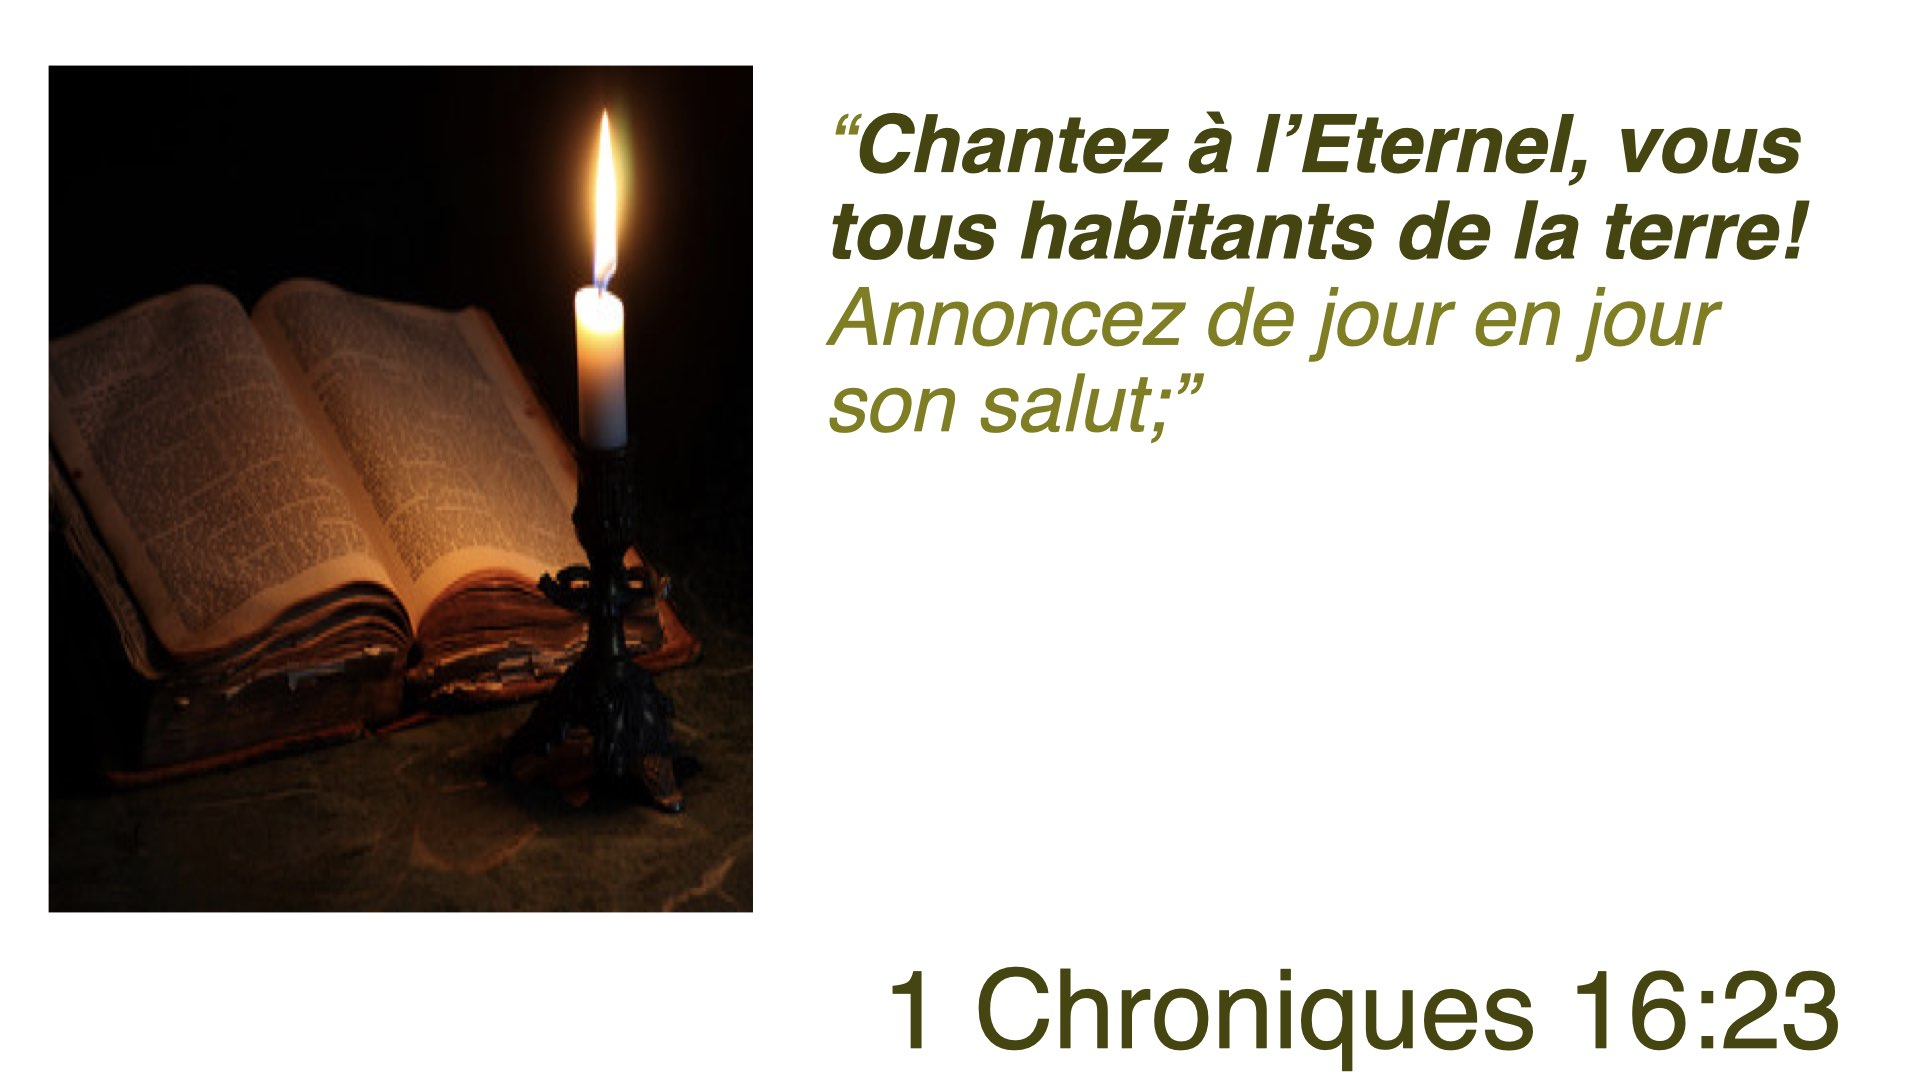 “Chantez à l’Eternel, vous
tous habitants de la terre!
Annoncez de jour en jour
son salut;”
1 Chroniques 16:23